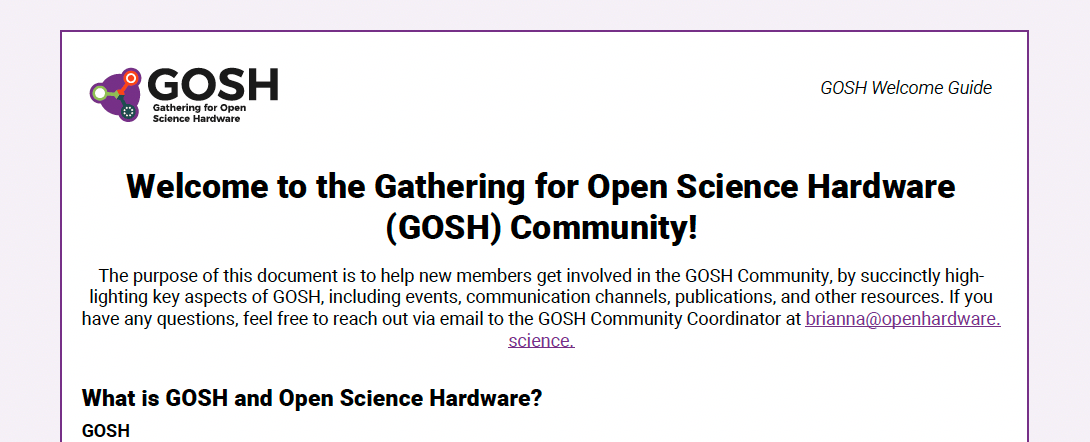 GOSH
Gathering for Open
Science Hardware
GOSH Welcome Guide
Welcome to the Gathering for Open Science Hardware
(GOSH) Community!
The purpose of this document is to help new members get involved in the GOSH Community, by succinctly high-
lighting key aspects of GOSH, including events, communication channels, publications, and other resources. If you
have any questions, feel free to reach out via email to the GOSH Community Coordinator at brianna@openhardware.
science.
What is GOSH and Open Science Hardware?
GOSH